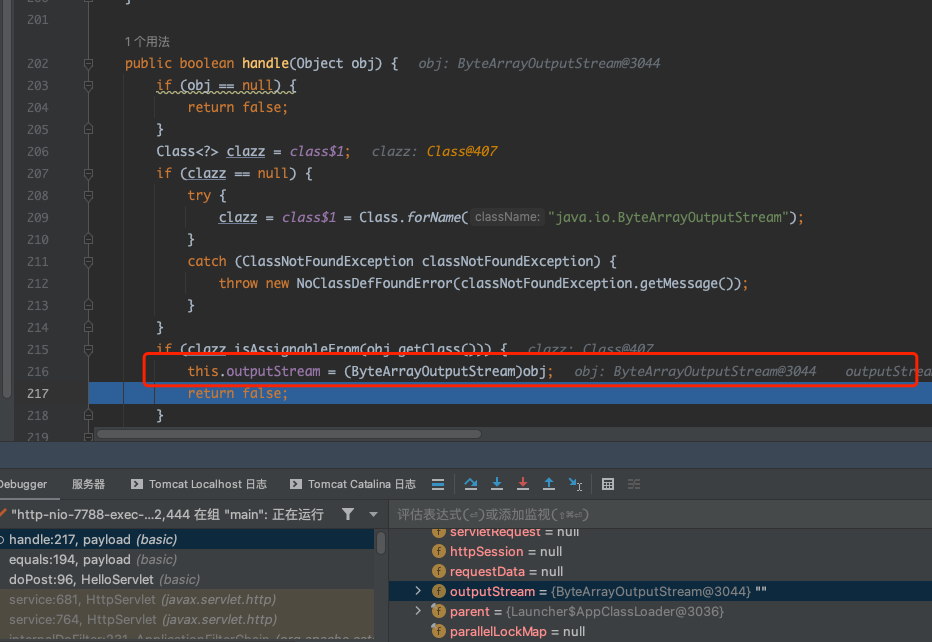 201
1 个用法
202 public boolean handle(Object obj) { obj: ByteArrayOutputStream@3044
203 if (obj == null) {
204 return false;
205 }
206 Class<?> clazz = class$1; clazz: Class@407
207 if (clazz == null) {
208 try {
209 clazz = class$1 = Class.forName( className: "java.io.ByteArrayOutputStream");
210 }
211 catch (ClassNotFoundException classNotFoundException) {
212 throw new NoClassDefFoundError(classNotFoundException.getMessage());
213 }
214 }
215 if (clazz.isAssignableFrom(obj.getClass())) { clazz: Class@407
216 this.outputStream = (ByteArrayOutputStream)obj; obj: ByteArrayOutputStream@3044 outputStrea
217 return false;
218 }
219
Debugger 服务器 Tomcat Localhost 日志 Tomcat Catalina 日志
"http-nio-7788-exec-...2,444 在组 "main": 正在运行
评估表达式(⏎)或添加监视(⇧⌘⏎)
handle:217, payload (basic)
equals:194, payload (basic)
doPost:96, HelloServlet (basic)
service:681, HttpServlet (javax.servlet.http)
service:764, HttpServlet (javax.servlet.http)
servletRequest = null
httpSession = null
requestData = null
outputStream = {ByteArrayOutputStream@3044} ""
parent = {Launcher$AppClassLoader@3036}
parallelLockMap = null